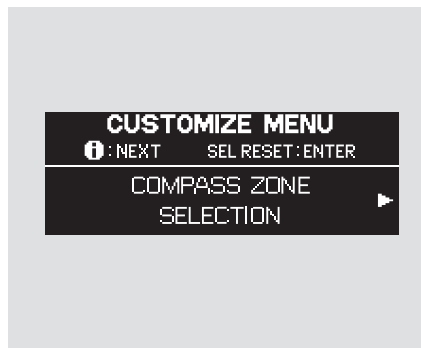 CUSTOMIZE MENU
i:NEXT SEL RESET:ENTER
COMPASS ZONE
SELECTION